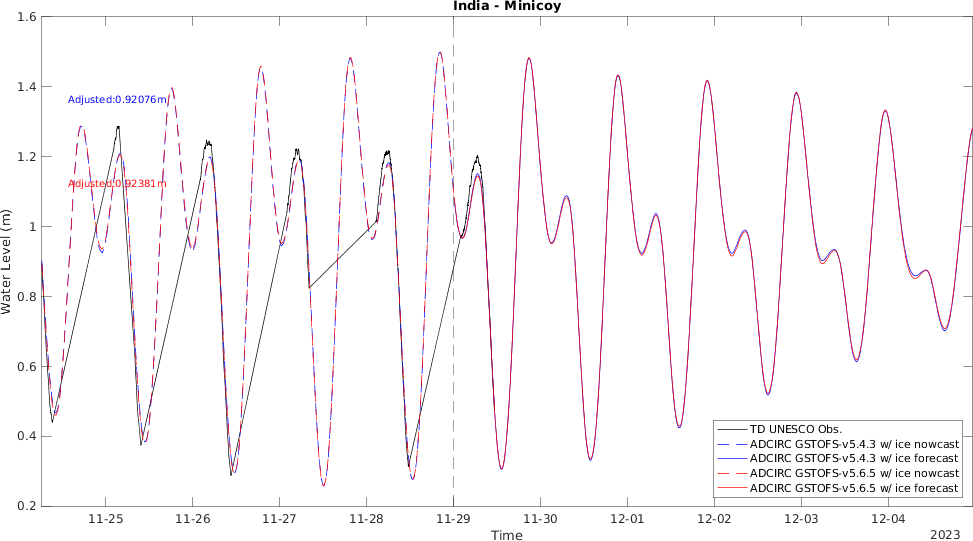 India - Minicoy
1.6
1.4
1.2
1
0.8
0.6
0.4
0.2
Water Level (m)
Adjusted:0.92076m
Adjusted:0.92381m
TD UNESCO Obs.
ADCIRC GSTOFS-v5.4.3 w/ ice nowcast
ADCIRC GSTOFS-v5.4.3 w/ ice forecast
ADCIRC GSTOFS-v5.6.5 w/ ice nowcast
ADCIRC GSTOFS-v5.6.5 w/ ice forecast
11-25 11-26 11-27 11-28 11-29 11-30 12-01 12-02 12-03 12-04
Time
2023